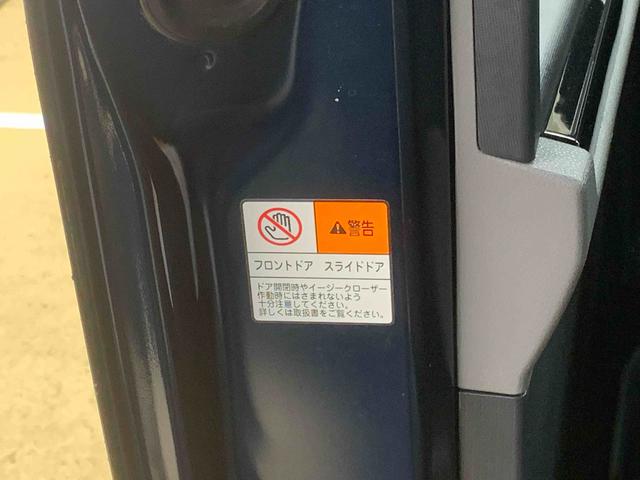 警告
フロントドア スライドドア
ドア開閉時やイージークローザー
作動時にはさまれないよう
十分注意してください。
詳しくは取扱書をご覧ください。